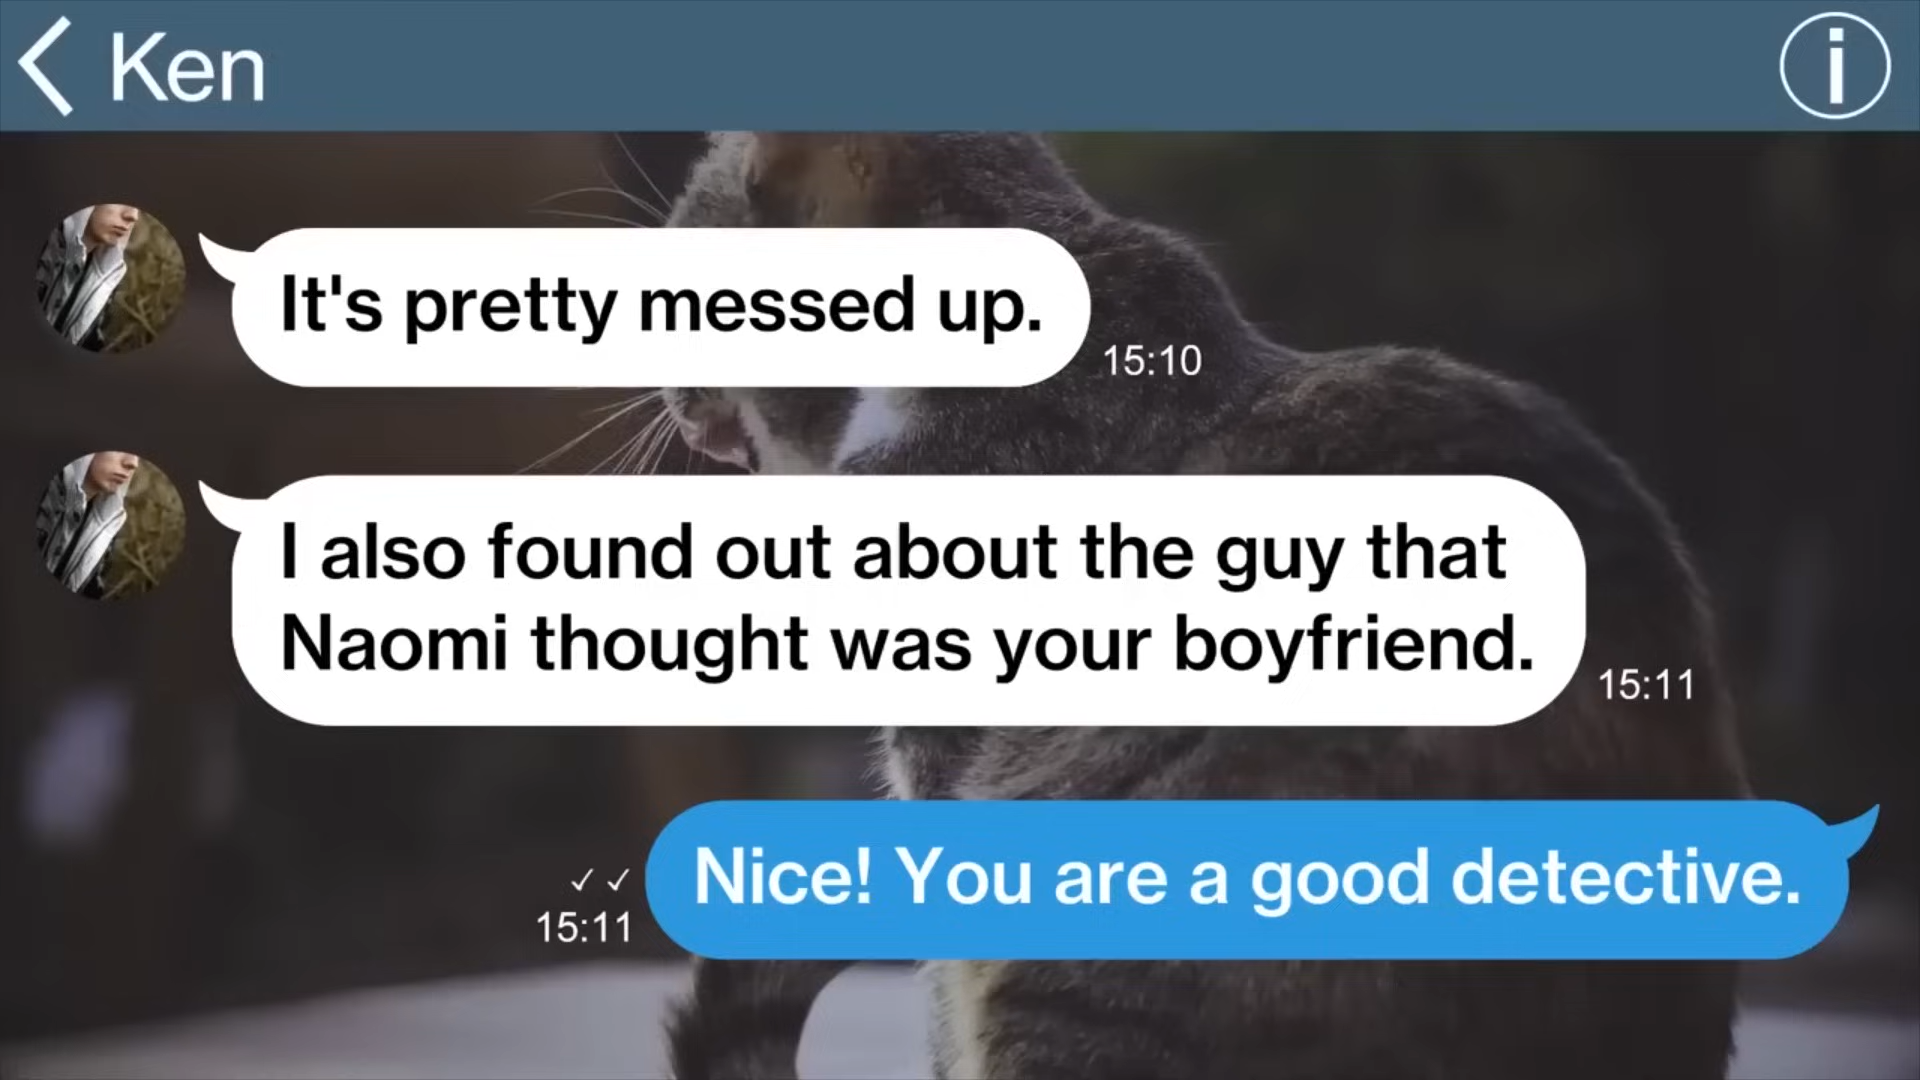 Ken
It's pretty messed up.
15:10
I also found out about the guy that
Naomi thought was your boyfriend.
15:11
Nice! You are a good detective.
✓✓
15:11